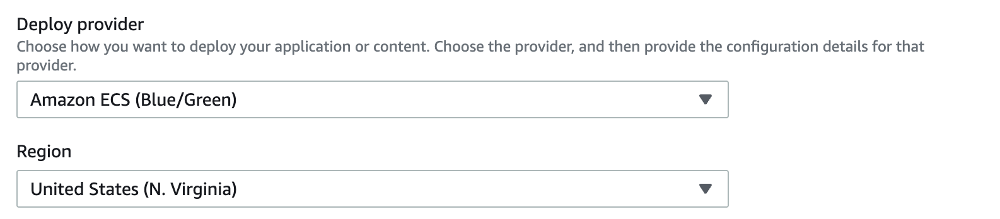 Deploy provider
Choose how you want to deploy your application or content. Choose the provider, and then provide the configuration details for that
provider.
Amazon ECS (Blue/Green)
Region
United States (N. Virginia)